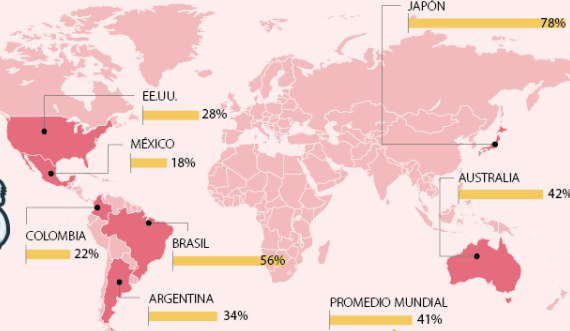 JAPÓN
78%
EE.UU.
28%
MÉXICO
18%
AUSTRALIA
42%
COLOMBIA
22%
BRASIL
56%
ARGENTINA
34%
PROMEDIO MUNDIAL
41%